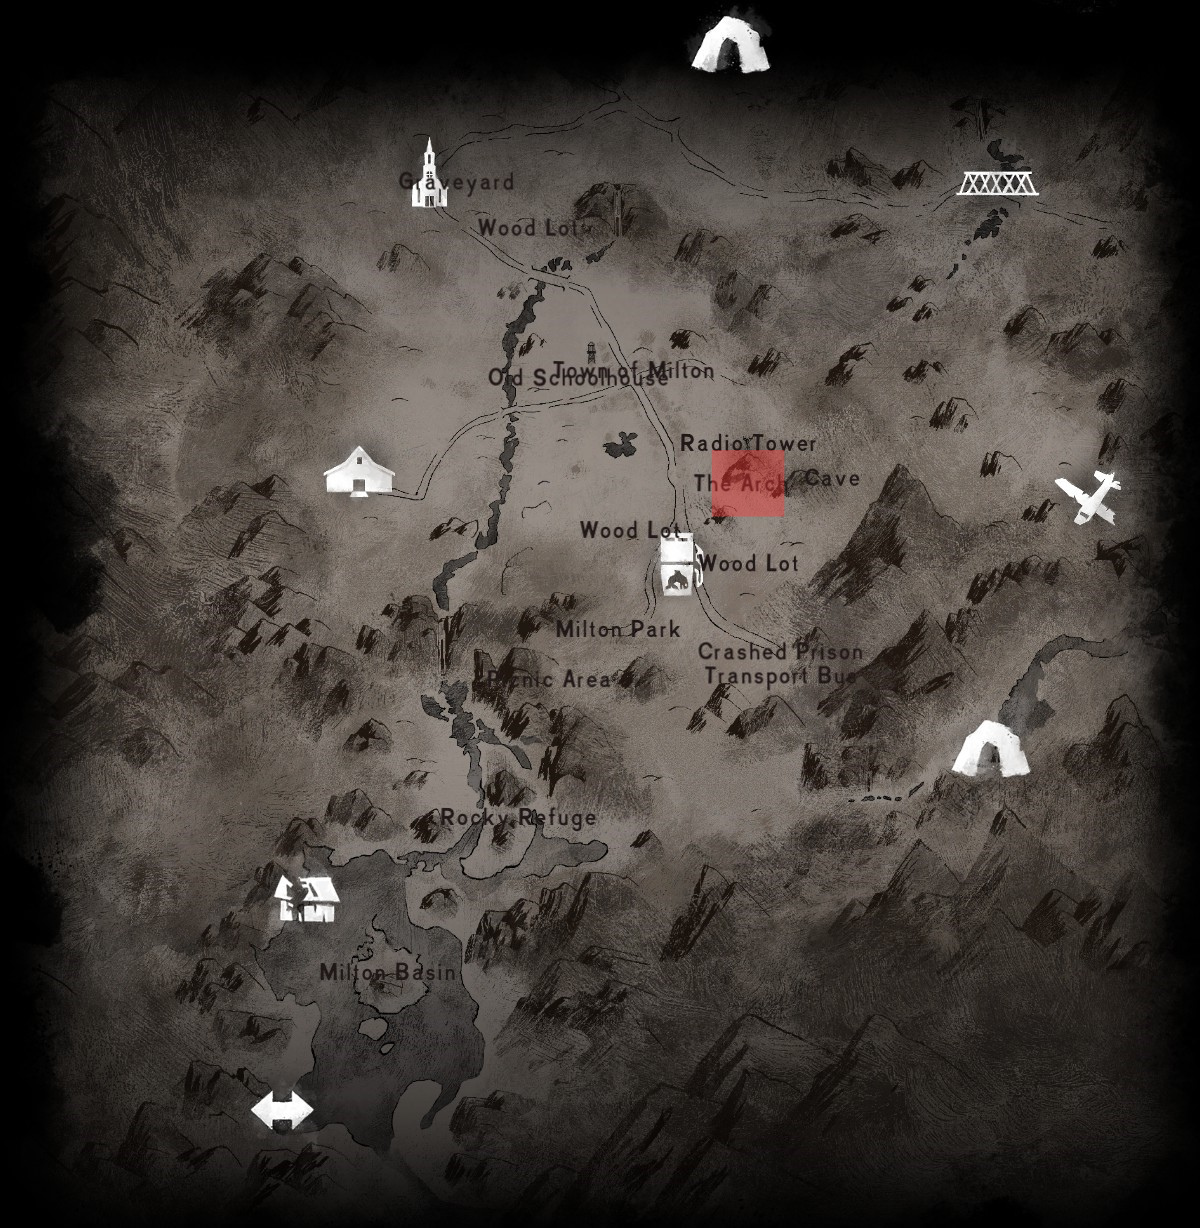 Graveyard
Wood Lot
Town of Milton
Old Schoolhouse
Radio Tower
The Arch
Cave
Wood Lot
Wood Lot
Milton Park
Crashed Prison
Transport Bus
Picnic Area
Rocky Refuge
Milton Basin